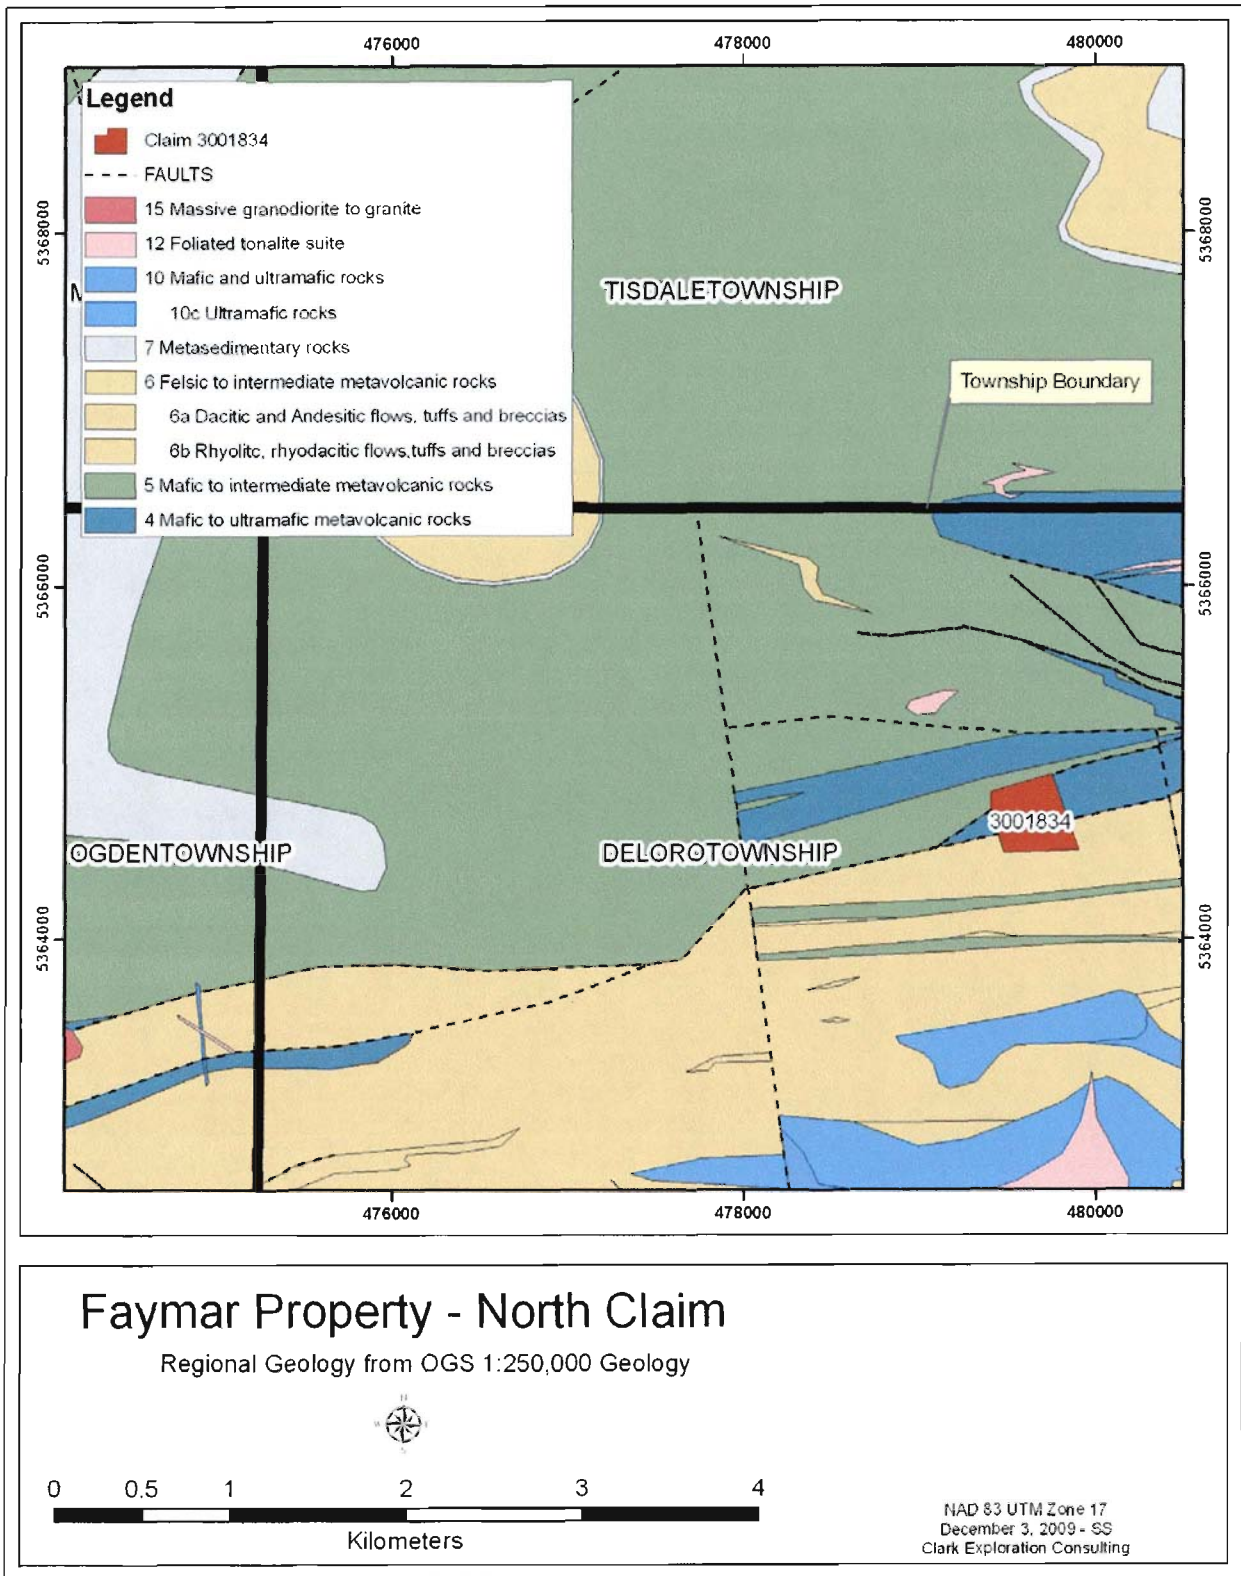 476000
478000
480000
Legend
Claim 3001834
FAULTS
15 Massive granodiorite to granite
12 Foliated tonalite suite
10 Mafic and ultramafic rocks
10c Ultramafic rocks
7 Metasedimentary rocks
6 Felsic to intermediate metavolcanic rocks
6a Dacitic and Andesitic flows, tuffs and breccias
6b Rhyolitc, rhyodacitic flows,tuffs and breccias
5 Mafic to intermediate metavolcanic rocks
4 Mafic to ultramafic metavolcanic rocks
5368000
5368000
M
TISDALETOWNSHIP
Township Boundary
5366000
5366000
3001834
OGDENTOWNSHIP
DELOROTOWNSHIP
5364000
5364000
476000
478000
480000
Faymar Property - North Claim
Regional Geology from OGS 1:250,000 Geology
N
W
E
S
0 0.5 1 2 3 4
Kilometers
NAD 83 UTM Zone 17
December 3, 2009 - SS
Clark Exploration Consulting